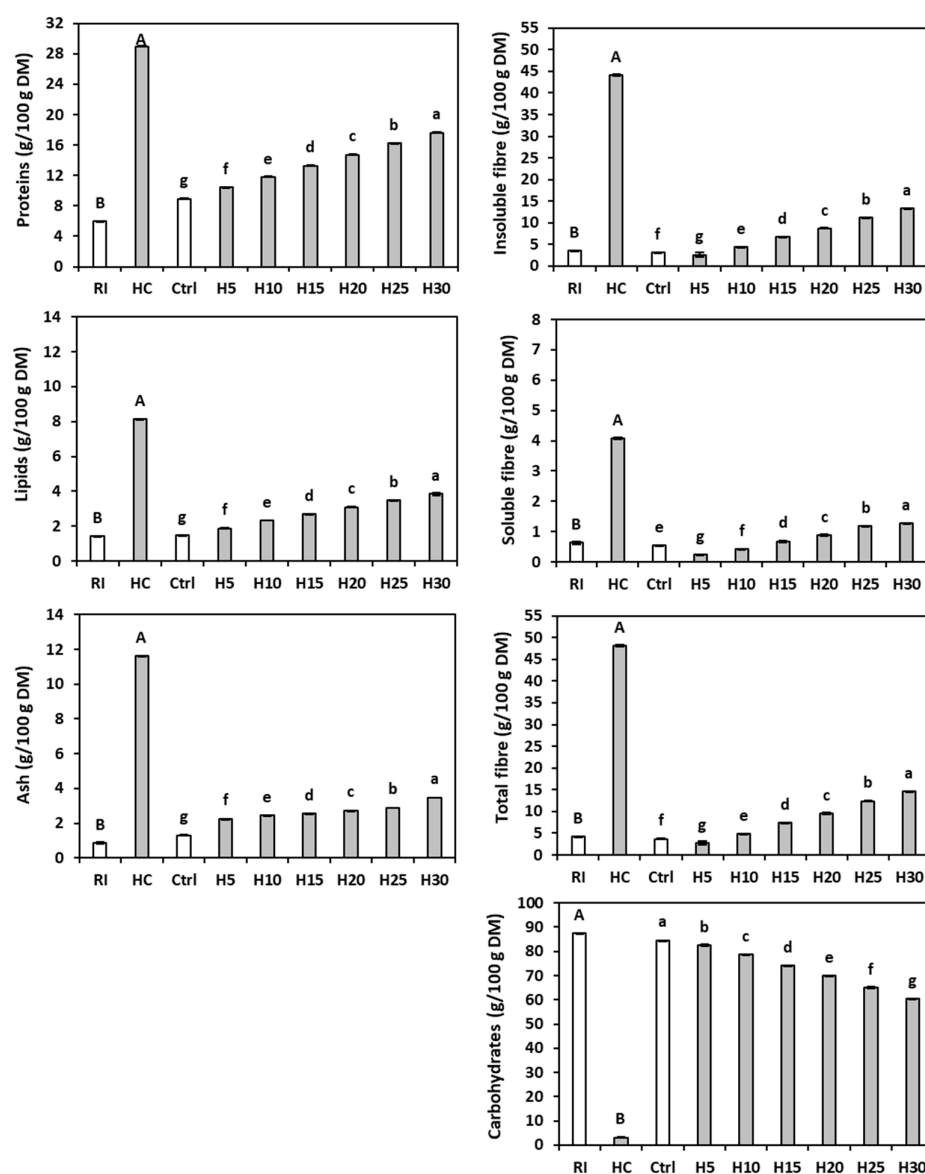 Proteins (g/100 g DM)
32
28
24
20
16
12
8
4
0
B
A
g
f
e
d
c
b
a
RI HC Ctrl H5 H10 H15 H20 H25 H30
Insoluble fibre (g/100 g DM)
55
50
45
40
35
30
25
20
15
10
5
0
B
A
f
g
e
d
c
b
a
RI HC Ctrl H5 H10 H15 H20 H25 H30
Lipids (g/100 g DM)
14
12
10
8
6
4
2
0
B
A
g
f
e
d
c
b
a
RI HC Ctrl H5 H10 H15 H20 H25 H30
Soluble fibre (g/100 g DM)
8
7
6
5
4
3
2
1
0
B
A
e
g
f
d
c
b
a
RI HC Ctrl H5 H10 H15 H20 H25 H30
Ash (g/100 g DM)
14
12
10
8
6
4
2
0
B
A
g
f
e
d
c
b
a
RI HC Ctrl H5 H10 H15 H20 H25 H30
Total fibre (g/100 g DM)
55
50
45
40
35
30
25
20
15
10
5
0
B
A
f
g
e
d
c
b
a
RI HC Ctrl H5 H10 H15 H20 H25 H30
Carbohydrates (g/100 g DM)
100
90
80
70
60
50
40
30
20
10
0
A
B
a
b
c
d
e
f
g
RI HC Ctrl H5 H10 H15 H20 H25 H30